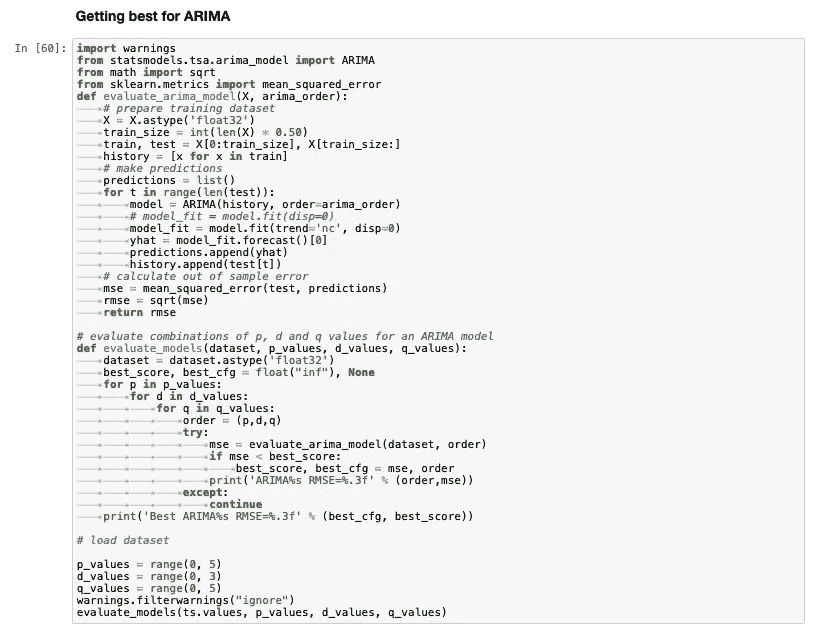 Getting best for ARIMA
In [60]: import warnings
from statsmodels.tsa.arima_model import ARIMA
from math import sqrt
from sklearn.metrics import mean_squared_error
def evaluate_arima_model(X, arima_order):
# prepare training dataset
X = X.astype('float32')
train_size = int(len(X) * 0.50)
train, test = X[0:train_size], X[train_size:]
history = [x for x in train]
# make predictions
predictions = list()
for t in range(len(test)):
model = ARIMA(history, order=arima_order)
# model_fit = model.fit(disp=0)
model_fit = model.fit(trend='nc', disp=0)
yhat = model_fit.forecast()[0]
predictions.append(yhat)
history.append(test[t])
# calculate out of sample error
mse = mean_squared_error(test, predictions)
rmse = sqrt(mse)
return rmse
# evaluate combinations of p, d and q values for an ARIMA model
def evaluate_models(dataset, p_values, d_values, q_values):
dataset = dataset.astype('float32')
best_score, best_cfg = float("inf"), None
for p in p_values:
for d in d_values:
for q in q_values:
order = (p,d,q)
try:
mse = evaluate_arima_model(dataset, order)
if mse < best_score:
best_score, best_cfg = mse, order
print('ARIMA%s RMSE=%.3f' % (order,mse))
except:
continue
print('Best ARIMA%s RMSE=%.3f' % (best_cfg, best_score))
# load dataset
p_values = range(0, 5)
d_values = range(0, 3)
q_values = range(0, 5)
warnings.filterwarnings("ignore")
evaluate_models(ts.values, p_values, d_values, q_values)